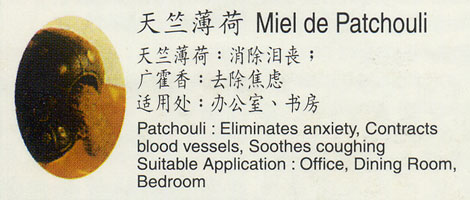 天竺薄荷 Miel de Patchouli
天竺薄荷：消除泪丧；
广霍香：去除焦虑
适用处：办公室、书房
Patchouli : Eliminates anxiety, Contracts
blood vessels, Soothes coughing
Suitable Application : Office, Dining Room,
Bedroom